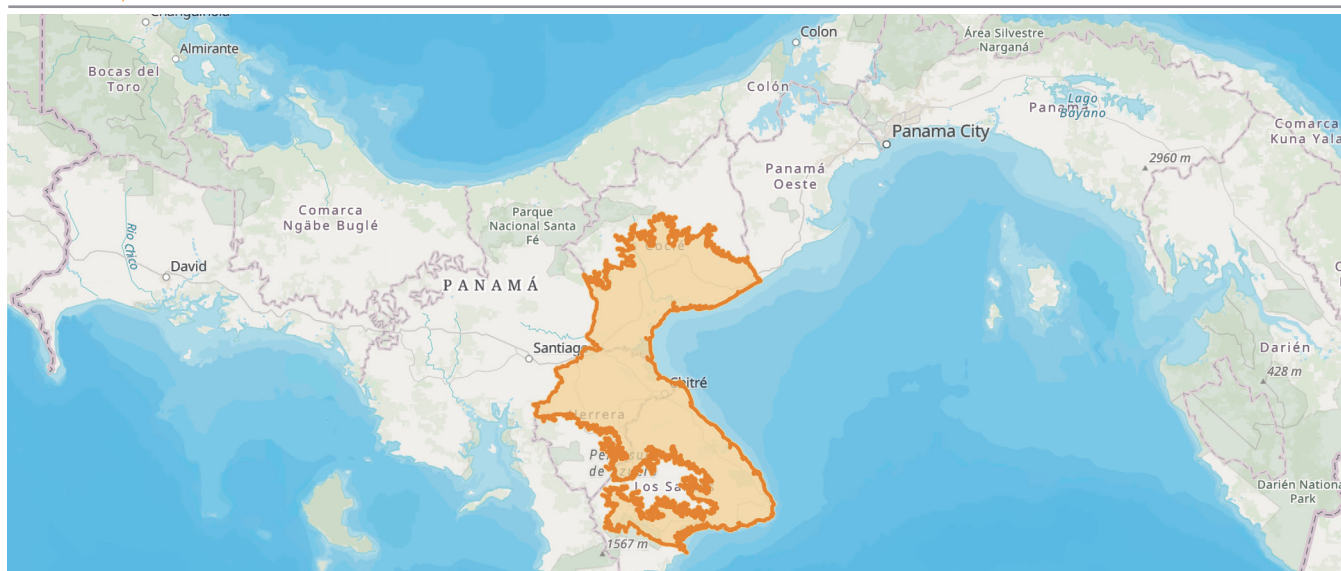 Almirante
Bocas del
Toro
Colon
Área Silvestre
Narganá
Colón
Lago
Bayano
Panamá
Comarca
Kuna Yala
Panama City
2960 m
Panamá
Oeste
Comarca
Ngäbe Buglé
Parque
Nacional Santa
Fé
Río Chico
David
PANAMÁ
Coclé
Santiago
Darién
428 m
Chitré
Herrera
Los Sa
Darién National
Park
1567 m